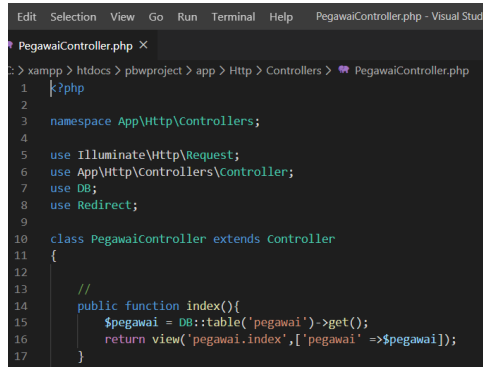 Edit Selection View Go Run Terminal Help PegawaiController.php - Visual Stud
PegawaiController.php ×
C: > xampp > htdocs > pbwproject > app > Http > Controllers > PegawaiController.php
1 <?php
2
3 namespace App\Http\Controllers;
4
5 use Illuminate\Http\Request;
6 use App\Http\Controllers\Controller;
7 use DB;
8 use Redirect;
9
10 class PegawaiController extends Controller
11 {
12
13 //
14 public function index(){
15 $pegawai = DB::table('pegawai')->get();
16 return view('pegawai.index',['pegawai' =>$pegawai]);
17 }